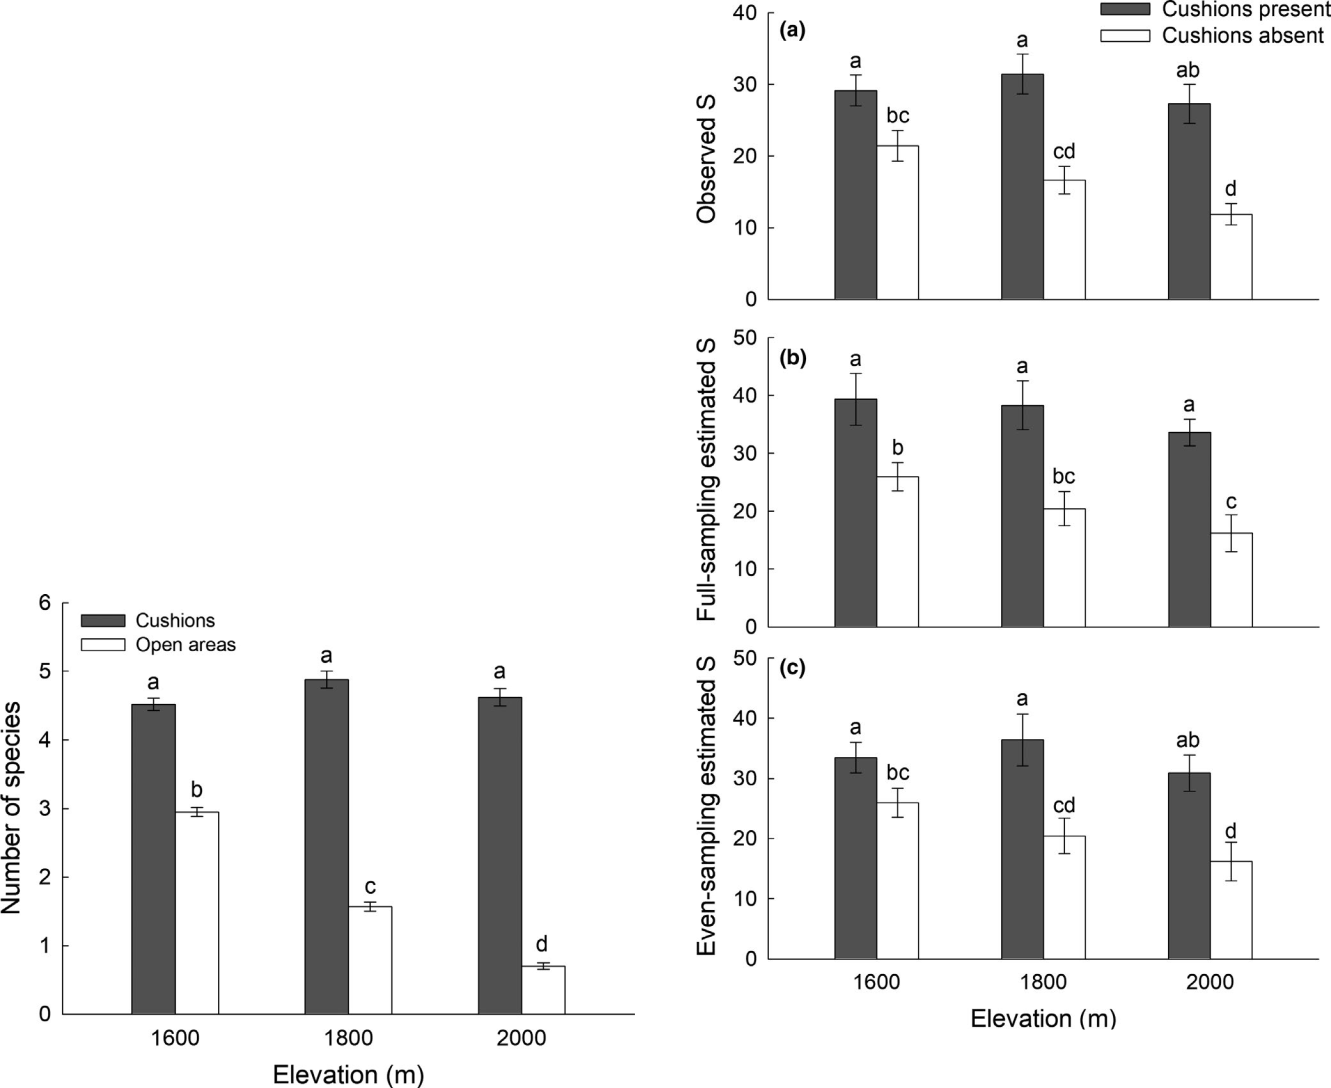 6
5
4
3
2
1
0
Number of species
Cushions
Open areas
a
b
a
c
a
d
1600 1800 2000
Elevation (m)
Cushions present
Cushions absent
(a)
40
30
20
10
0
Observed S
a
bc
a
cd
ab
d
(b)
50
40
30
20
10
0
Full-sampling estimated S
a
b
a
bc
a
c
(c)
50
40
30
20
10
0
Even-sampling estimated S
a
bc
a
cd
ab
d
1600 1800 2000
Elevation (m)